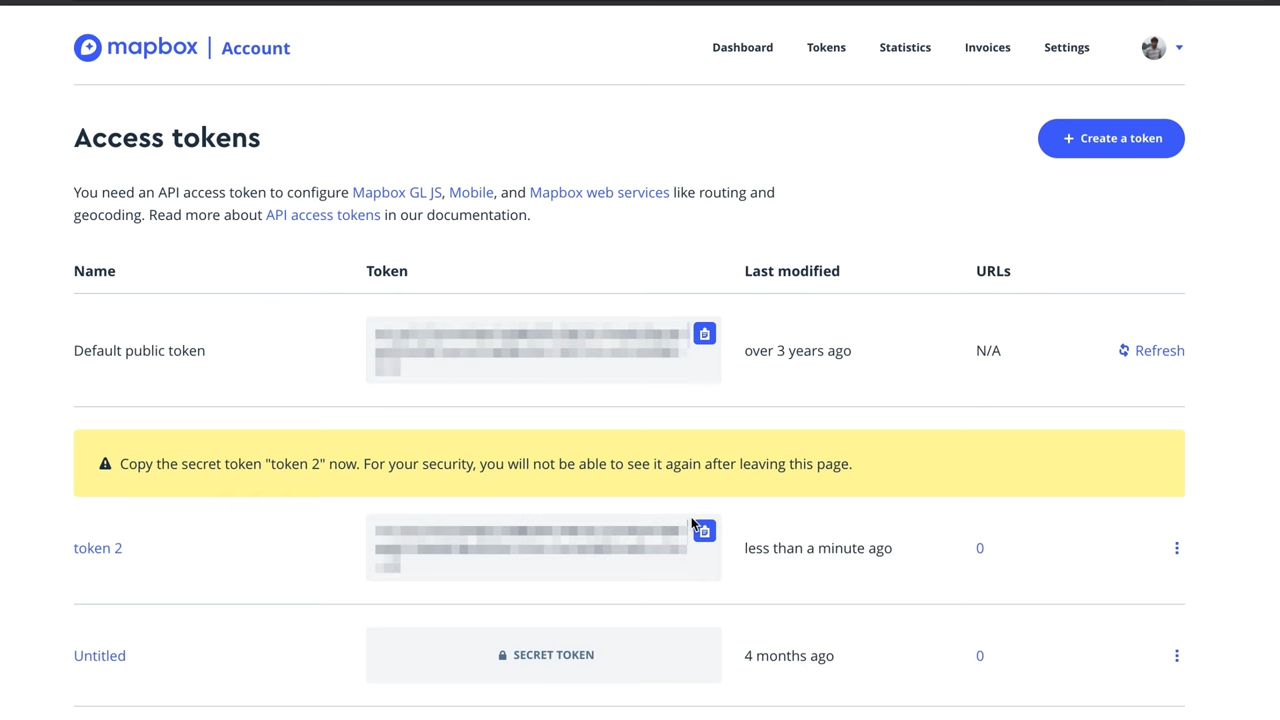 mapbox | Account
Dashboard Tokens Statistics Invoices Settings
Access tokens
+ Create a token
You need an API access token to configure Mapbox GL JS, Mobile, and Mapbox web services like routing and
geocoding. Read more about API access tokens in our documentation.
Name Token Last modified URLs
Default public token over 3 years ago N/A Refresh
Copy the secret token "token 2" now. For your security, you will not be able to see it again after leaving this page.
token 2 less than a minute ago 0
Untitled SECRET TOKEN 4 months ago 0